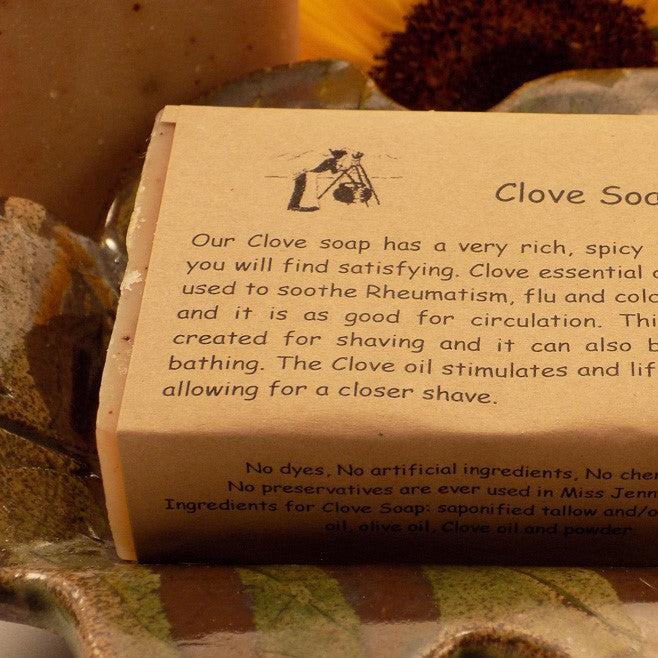 Clove Soa
Our Clove soap has a very rich, spicy
you will find satisfying. Clove essential o
used to soothe Rheumatism, flu and cold
and it is as good for circulation. Thi
created for shaving and it can also b
bathing. The Clove oil stimulates and lif
allowing for a closer shave.
No dyes, No artificial ingredients, No cher
No preservatives are ever used in Miss Jenn
Ingredients for Clove Soap: saponified tallow and/o
oil, olive oil, Clove oil and powder